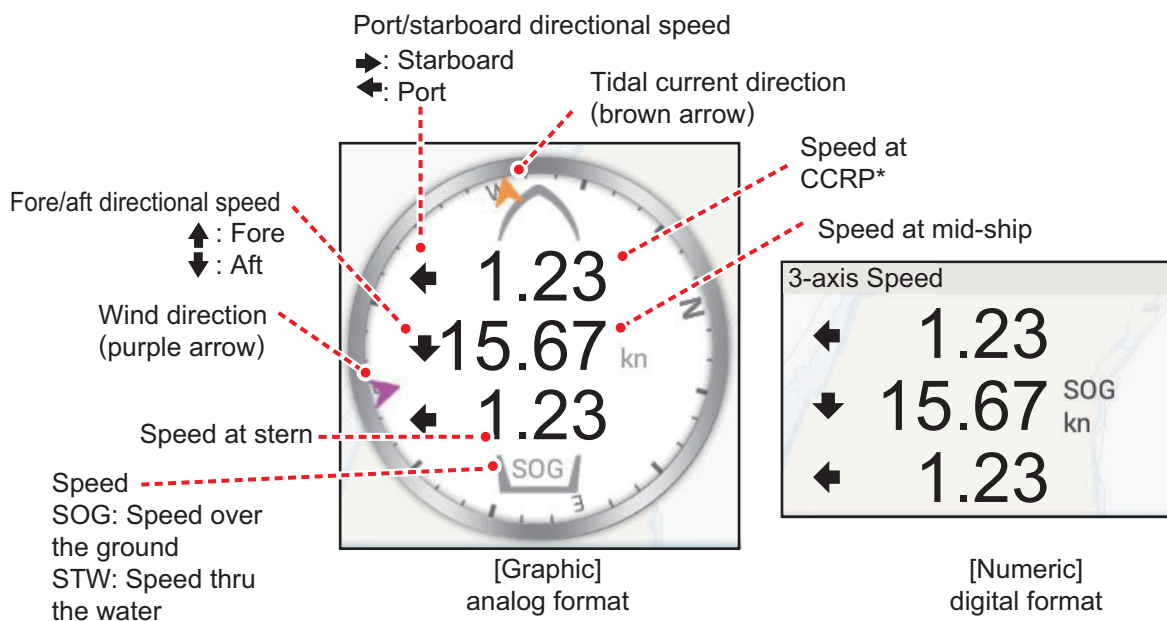 Port/starboard directional speed
➡: Starboard
⬅: Port
Tidal current direction
(brown arrow)
Speed at
CCRP*
Fore/aft directional speed
⬆: Fore
⬇: Aft
Speed at mid-ship
Wind direction
(purple arrow)
W
N
E
1.23
15.67
kn
1.23
SOG
3-axis Speed
1.23
15.67
SOG
kn
1.23
Speed at stern
Speed
SOG: Speed over
the ground
STW: Speed thru
the water
[Graphic]
analog format
[Numeric]
digital format